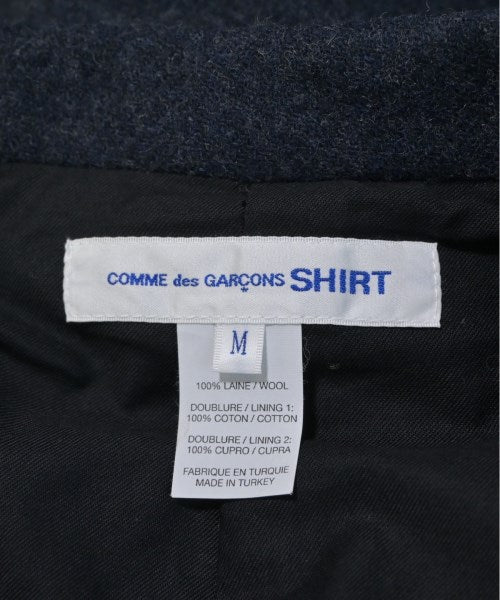 COMME des GARÇONS SHIRT
M
100% LAINE / WOOL
DOUBLURE / LINING 1:
100% COTON / COTTON
DOUBLURE / LINING 2:
100% CUPRO / CUPRA
FABRIQUE EN TURQUIE
MADE IN TURKEY